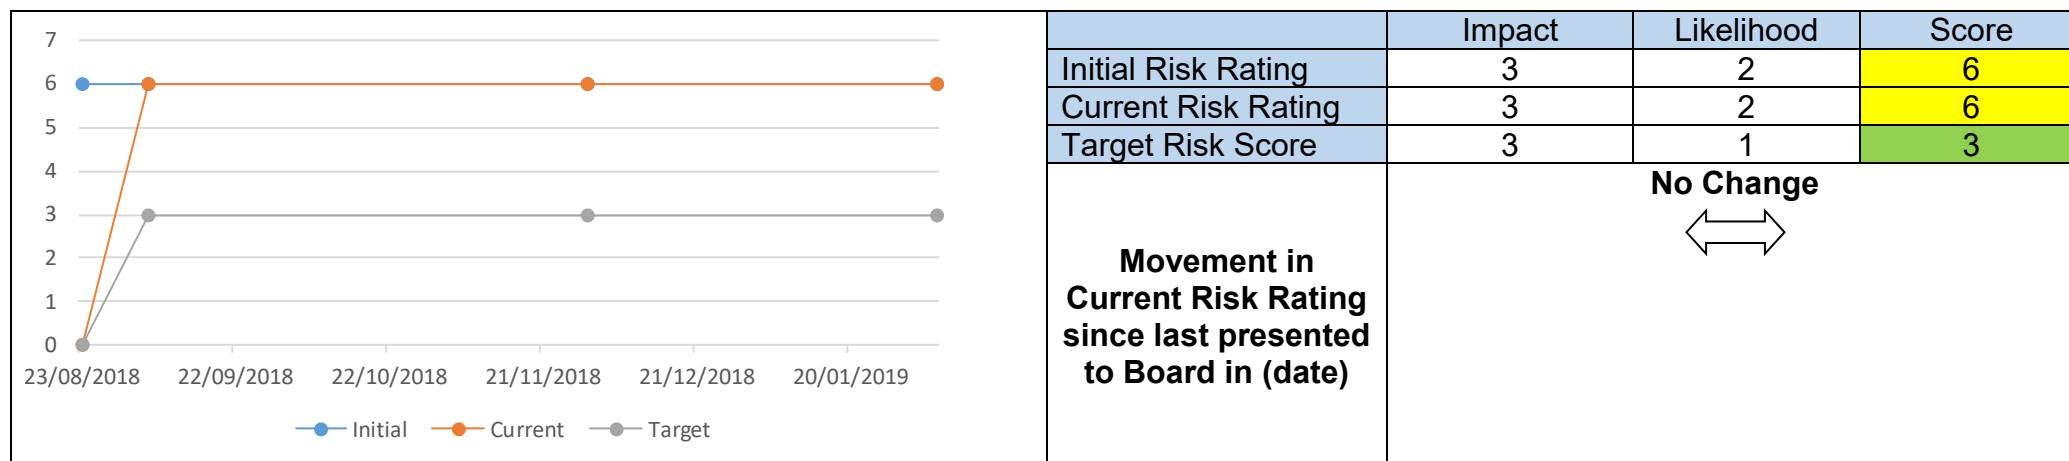 7
6
5
4
3
2
1
0
23/08/2018 22/09/2018 22/10/2018 21/11/2018 21/12/2018 20/01/2019
Initial Current Target
Impact Likelihood Score
Initial Risk Rating 3 2 6
Current Risk Rating 3 2 6
Target Risk Score 3 1 3
Movement in
Current Risk Rating
since last presented
to Board in (date)
No Change